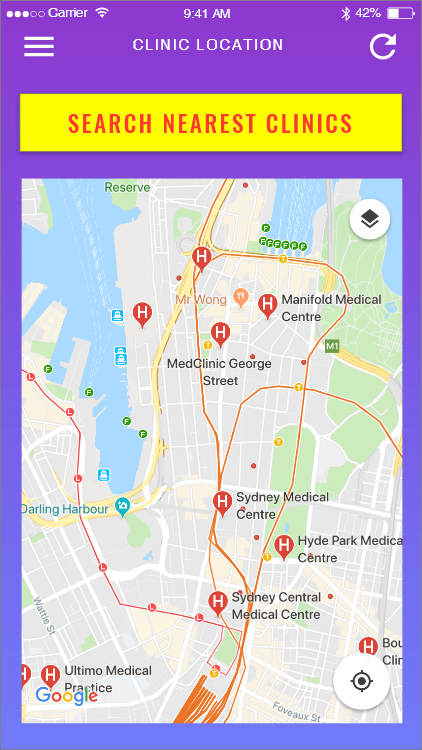 Carrier 9:41 AM 42%
CLINIC LOCATION
SEARCH NEAREST CLINICS
Reserve
H
Mr Wong
H
Manifold Medical
Centre
H
H
MedClinic George
Street
M1
Darling Harbour
H
Sydney Medical
Centre
H
Hyde Park Medica
Centre
Wattle St
H
Sydney Central
Medical Centre
H
Bou
Clin
H
H
Ultimo Medical
Practice
Google
Foveaux St